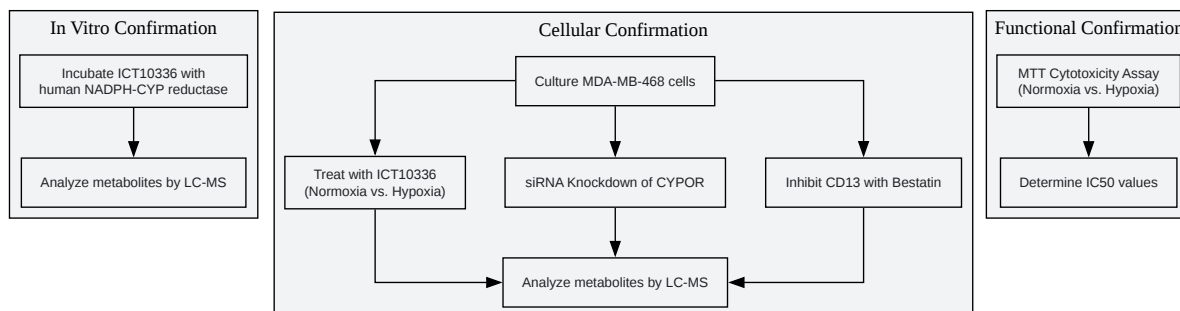 In Vitro Confirmation
Incubate ICT10336 with
human NADPH-CYP reductase
Analyze metabolites by LC-MS
Cellular Confirmation
Culture MDA-MB-468 cells
Treat with ICT10336
(Normoxia vs. Hypoxia)
siRNA Knockdown of CYPOR
Inhibit CD13 with Bestatin
Analyze metabolites by LC-MS
Functional Confirmation
MTT Cytotoxicity Assay
(Normoxia vs. Hypoxia)
Determine IC50 values